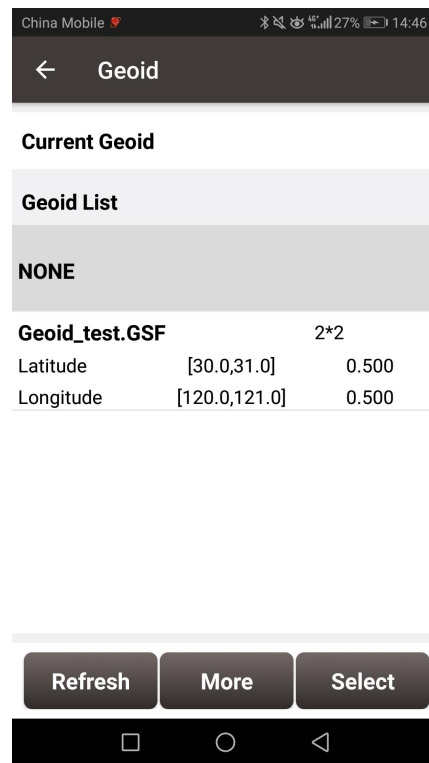 China Mobile 4G 27% 14:46
Geoid
Current Geoid
Geoid List
NONE
Geoid_test.GSF 2*2
Latitude [30.0,31.0] 0.500
Longitude [120.0,121.0] 0.500
Refresh More Select